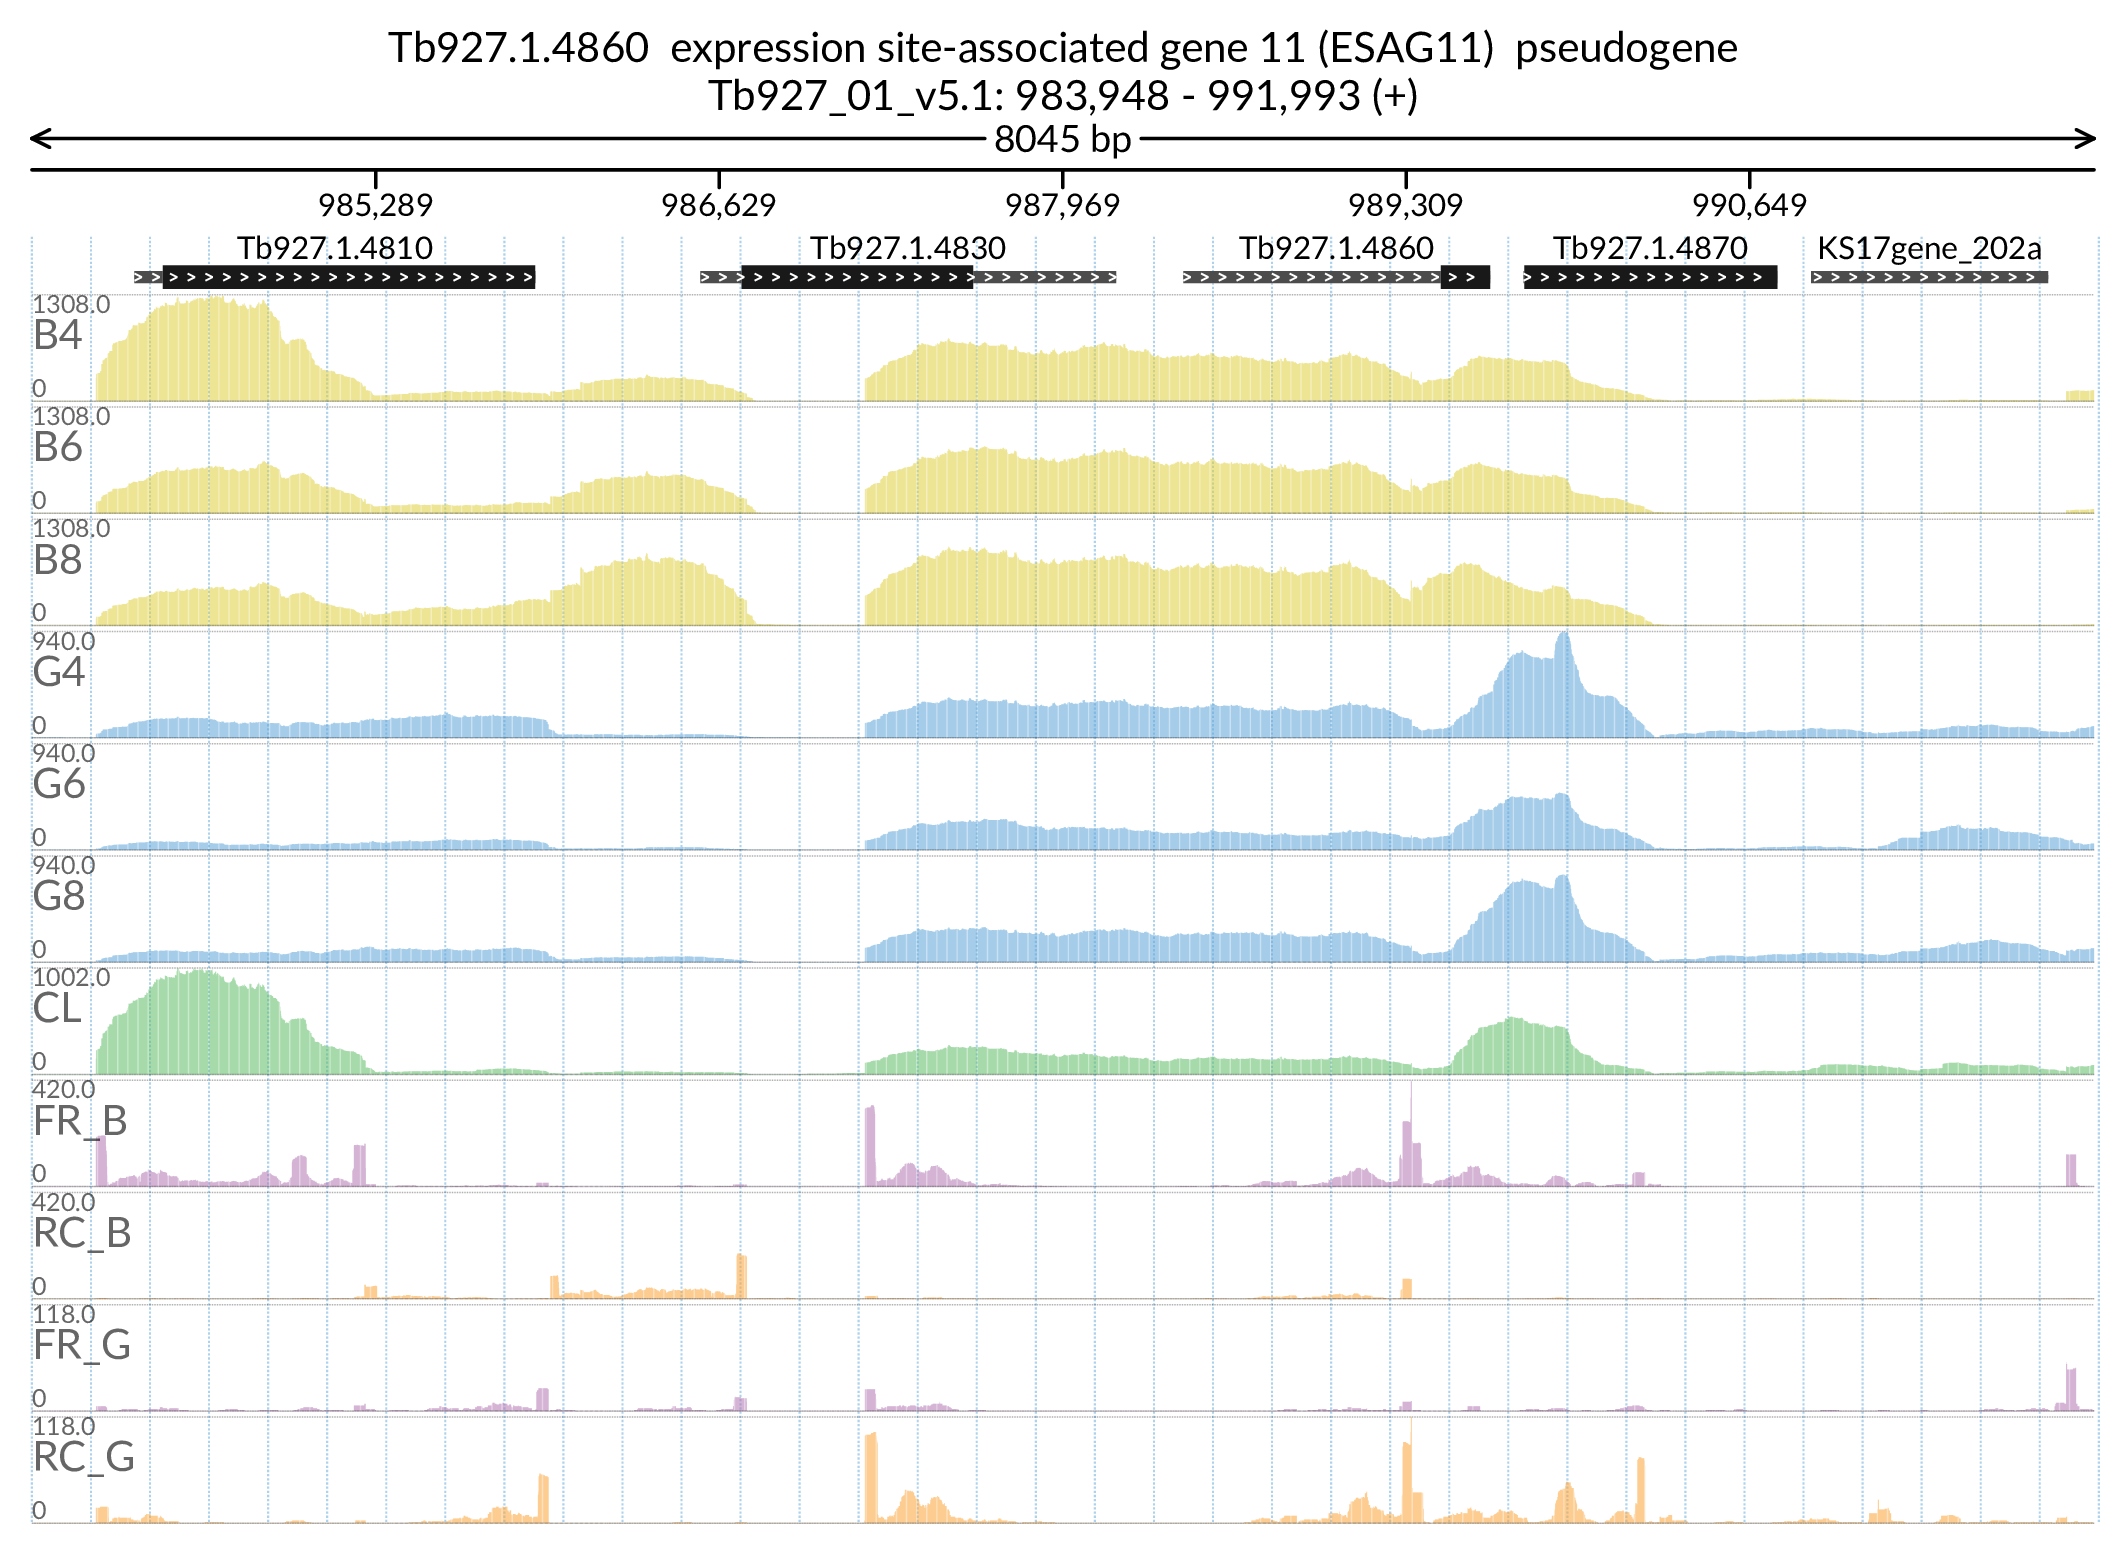 Tb927.1.4860 expression site-associated gene 11 (ESAG11) pseudogene
Tb927_01_v5.1: 983,948 - 991,993 (+)
8045 bp
985,289 986,629 987,969 989,309 990,649
Tb927.1.4810 Tb927.1.4830 Tb927.1.4860 Tb927.1.4870 KS17gene_202a
1308.0
B4
0
1308.0
B6
0
1308.0
B8
0
940.0
G4
0
940.0
G6
0
940.0
G8
0
1002.0
CL
0
420.0
FR_B
0
420.0
RC_B
0
118.0
FR_G
0
118.0
RC_G
0